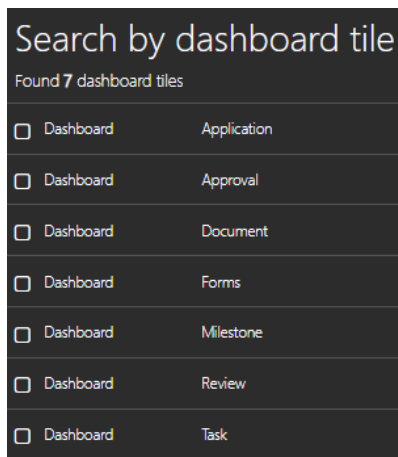 Search by dashboard tile
Found 7 dashboard tiles
Dashboard Application
Dashboard Approval
Dashboard Document
Dashboard Forms
Dashboard Milestone
Dashboard Review
Dashboard Task